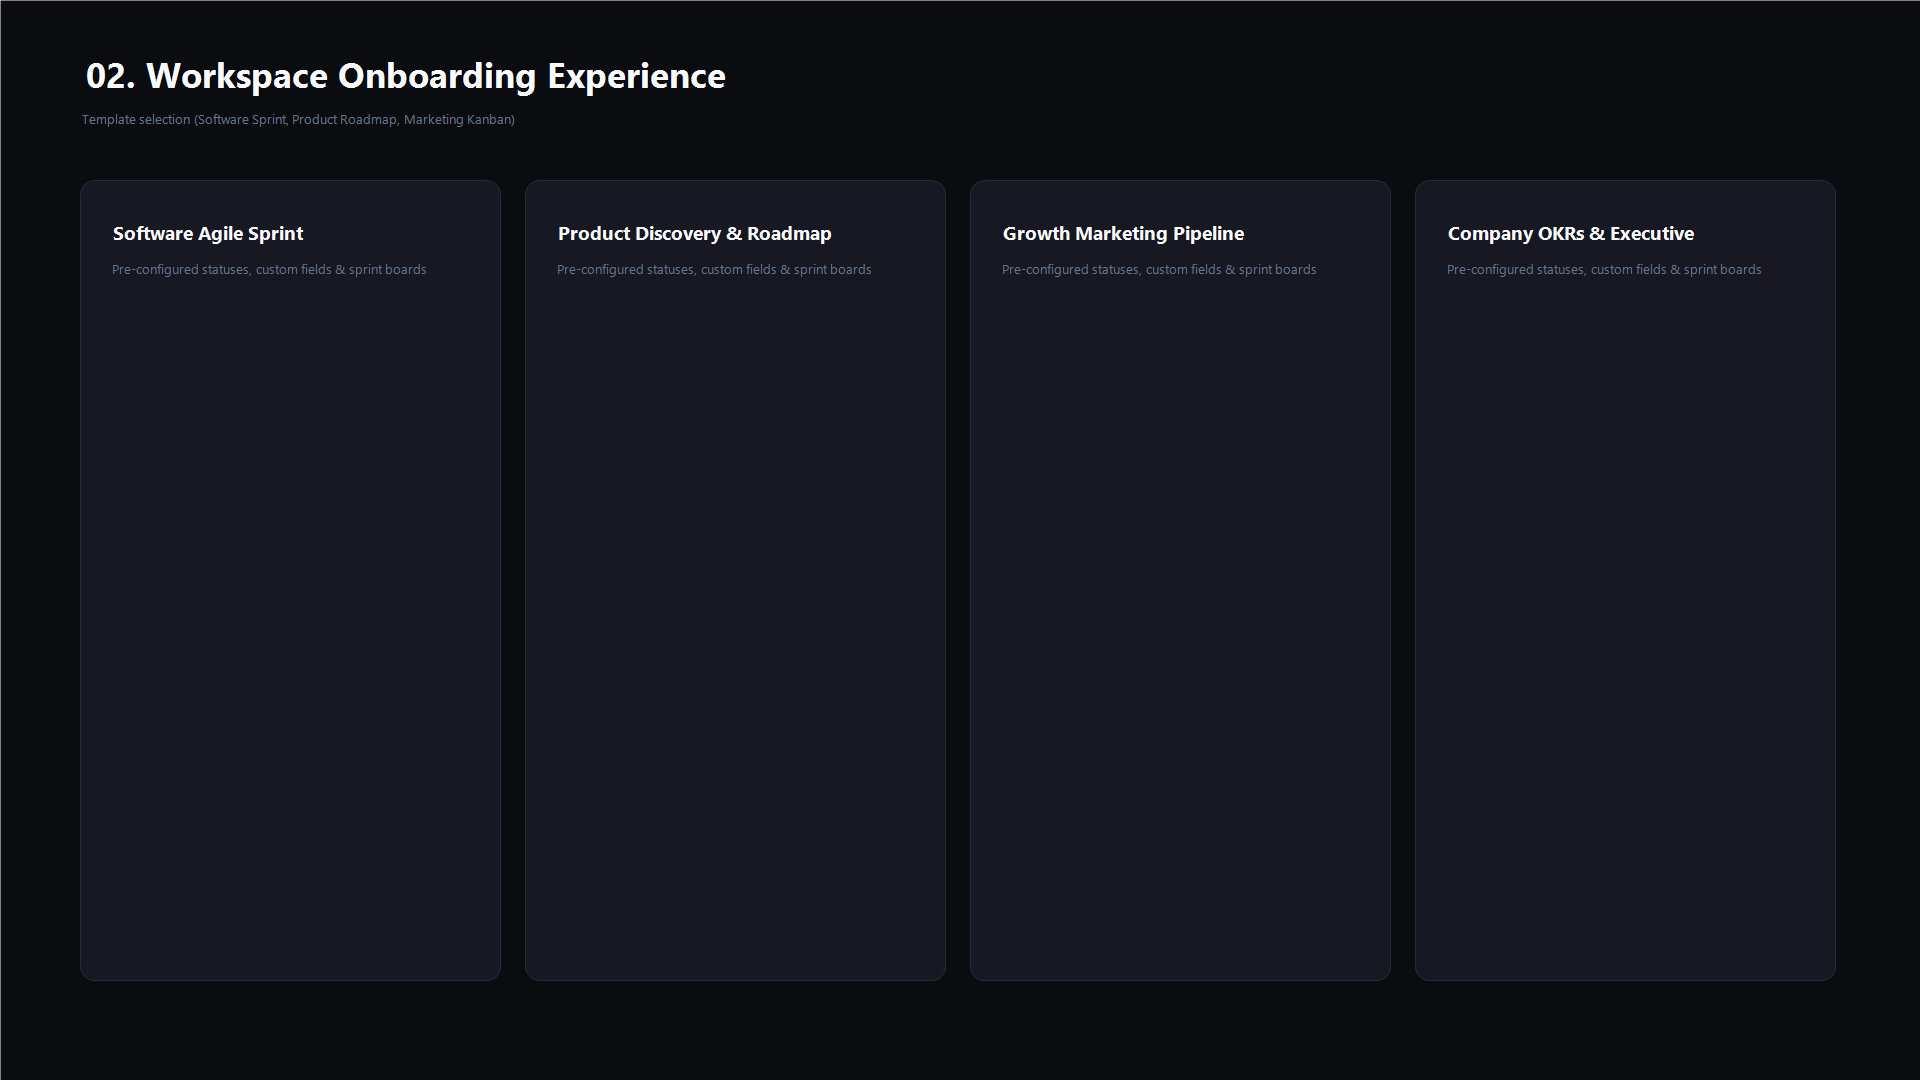 02. Workspace Onboarding Experience
Template selection (Software Sprint, Product Roadmap, Marketing Kanban)
Software Agile Sprint
Pre-configured statuses, custom fields & sprint boards
Product Discovery & Roadmap
Pre-configured statuses, custom fields & sprint boards
Growth Marketing Pipeline
Pre-configured statuses, custom fields & sprint boards
Company OKRs & Executive
Pre-configured statuses, custom fields & sprint boards